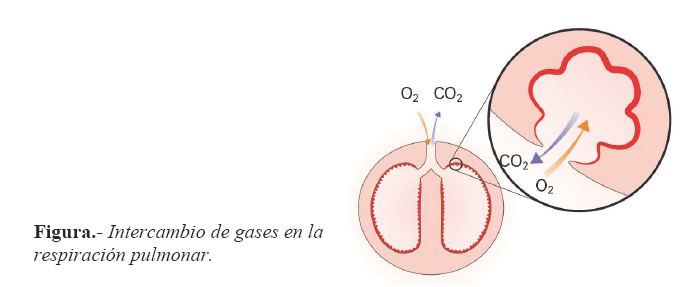 O2 CO2
CO2
O2
Figura.- Intercambio de gases en la
respiración pulmonar.